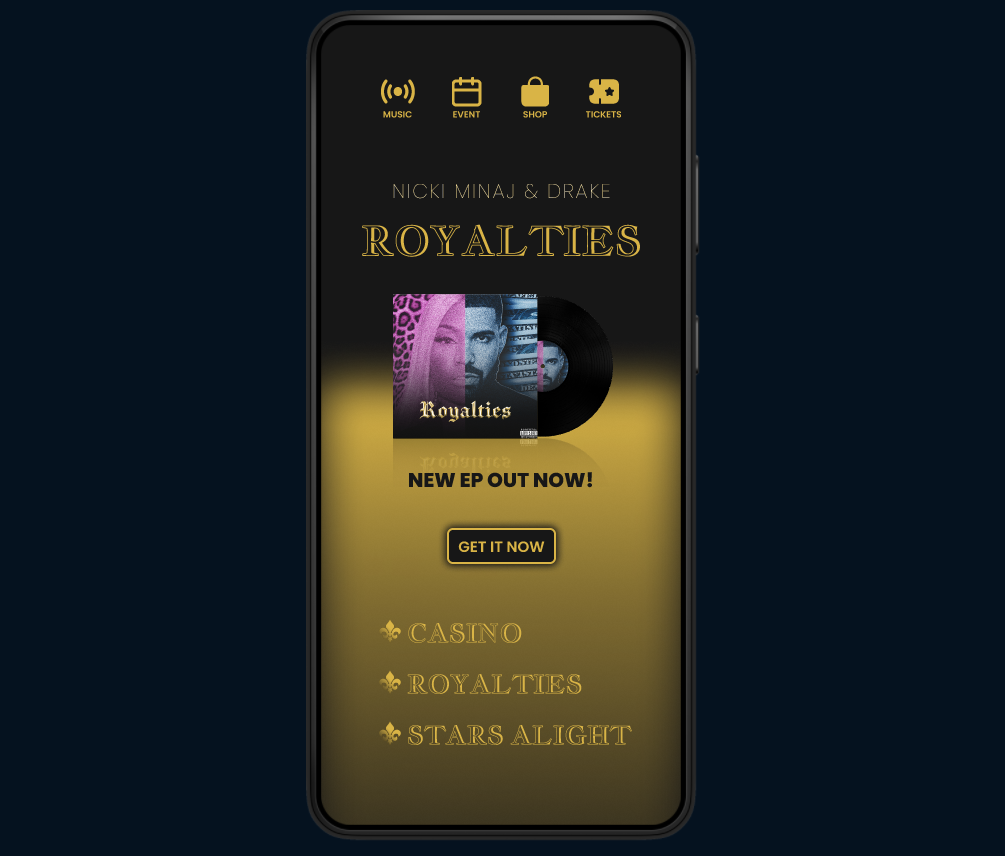 MUSIC EVENT SHOP TICKETS
NICKI MINAJ & DRAKE
ROYALTIES
Royalties
NEW EP OUT NOW!
GET IT NOW
CASINO
ROYALTIES
STARS ALIGHT